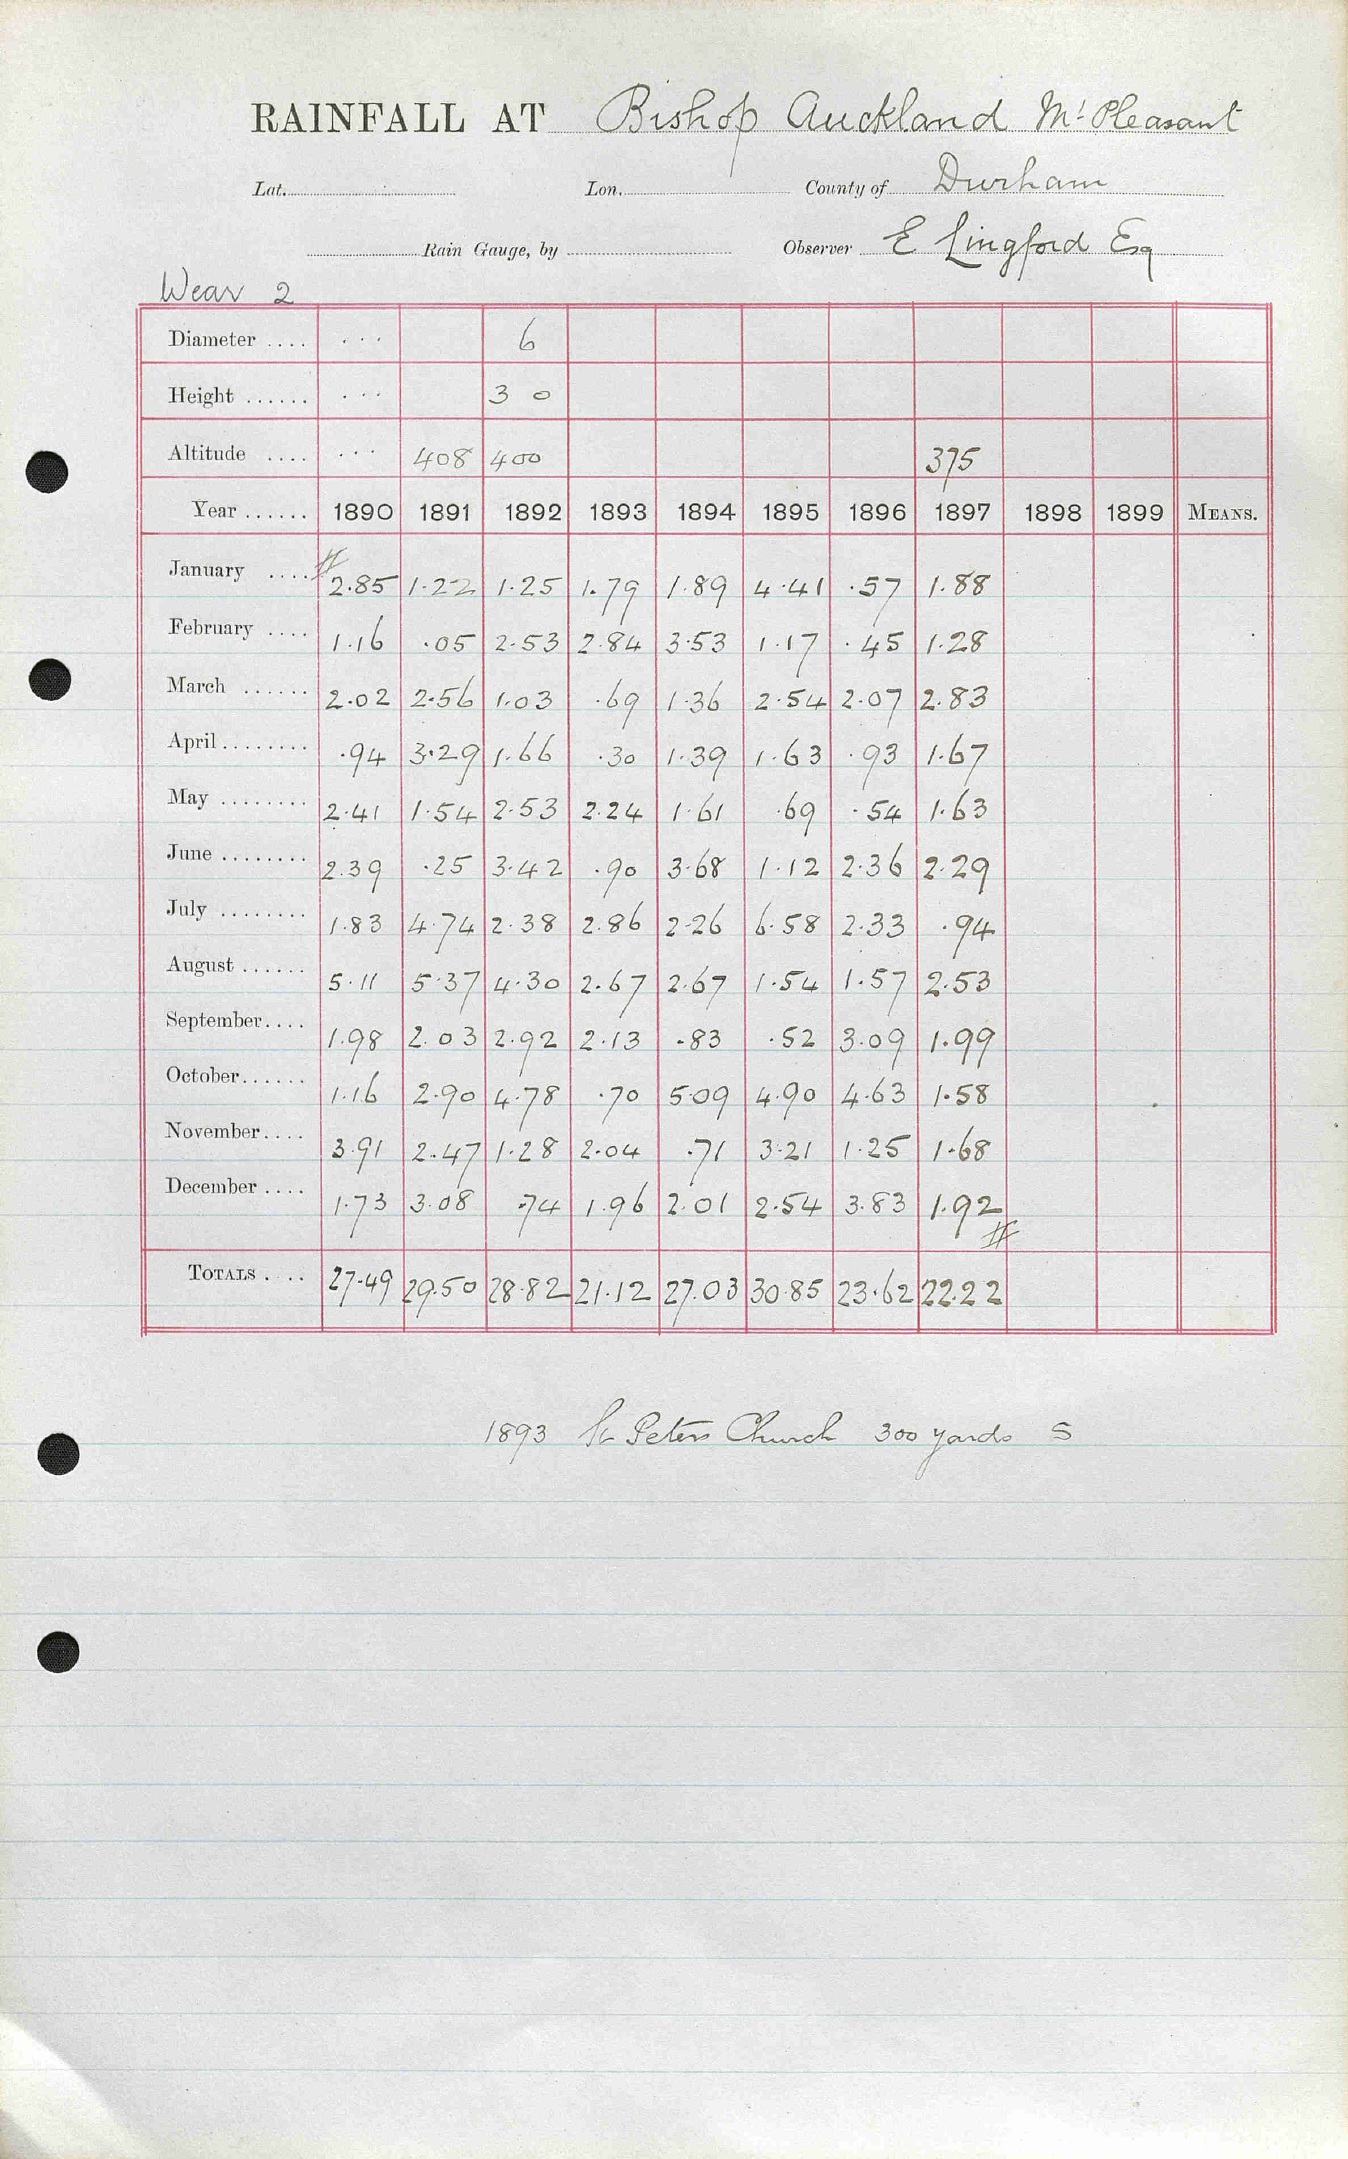 RAINFALL AT Bishop Auckland Mt Pleasant
Lat. Lon. County of Durham
Rain Gauge, by Observer E Lingford Esq
Wear 2
Diameter .... ... 6
Height ...... ... 3 0
Altitude .... ... 408 400 375
Year ...... 1890 1891 1892 1893 1894 1895 1896 1897 1898 1899 MEANS.
January .... # 2.85 1.22 1.25 1.79 1.89 4.41 .57 1.88
February .... 1.16 .05 2.53 2.84 3.53 1.17 .45 1.28
March ...... 2.02 2.56 1.03 .69 1.36 2.54 2.07 2.83
April ........ .94 3.29 1.66 .30 1.39 1.63 .93 1.67
May ........ 2.41 1.54 2.53 2.24 1.61 .69 .54 1.63
June ........ 2.39 .25 3.42 .90 3.68 1.12 2.36 2.29
July ........ 1.83 4.74 2.38 2.86 2.26 6.58 2.33 .94
August ...... 5.11 5.37 4.30 2.67 2.67 1.54 1.57 2.53
September .... 1.98 2.03 2.92 2.13 .83 .52 3.09 1.99
October ...... 1.16 2.90 4.78 .70 5.09 4.90 4.63 1.58
November .... 3.91 2.47 1.28 2.04 .71 3.21 1.25 1.68
December .... 1.73 3.08 .74 1.96 2.01 2.54 3.83 1.92 #
TOTALS .... 27.49 29.50 28.82 21.12 27.03 30.85 23.62 22.22
1893 St Peters Church 300 yards S